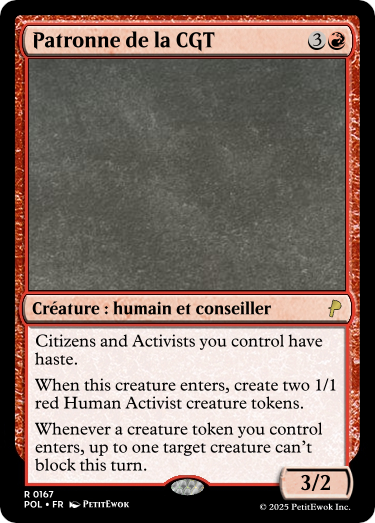 Patronne de la CGT 3
Créature : humain et conseiller
Citizens and Activists you control have
haste.
When this creature enters, create two 1/1
red Human Activist creature tokens.
Whenever a creature token you control
enters, up to one target creature can't
block this turn.
3/2
R 0167
POL • FR PETITEWOK
© 2025 PetitEwok Inc.